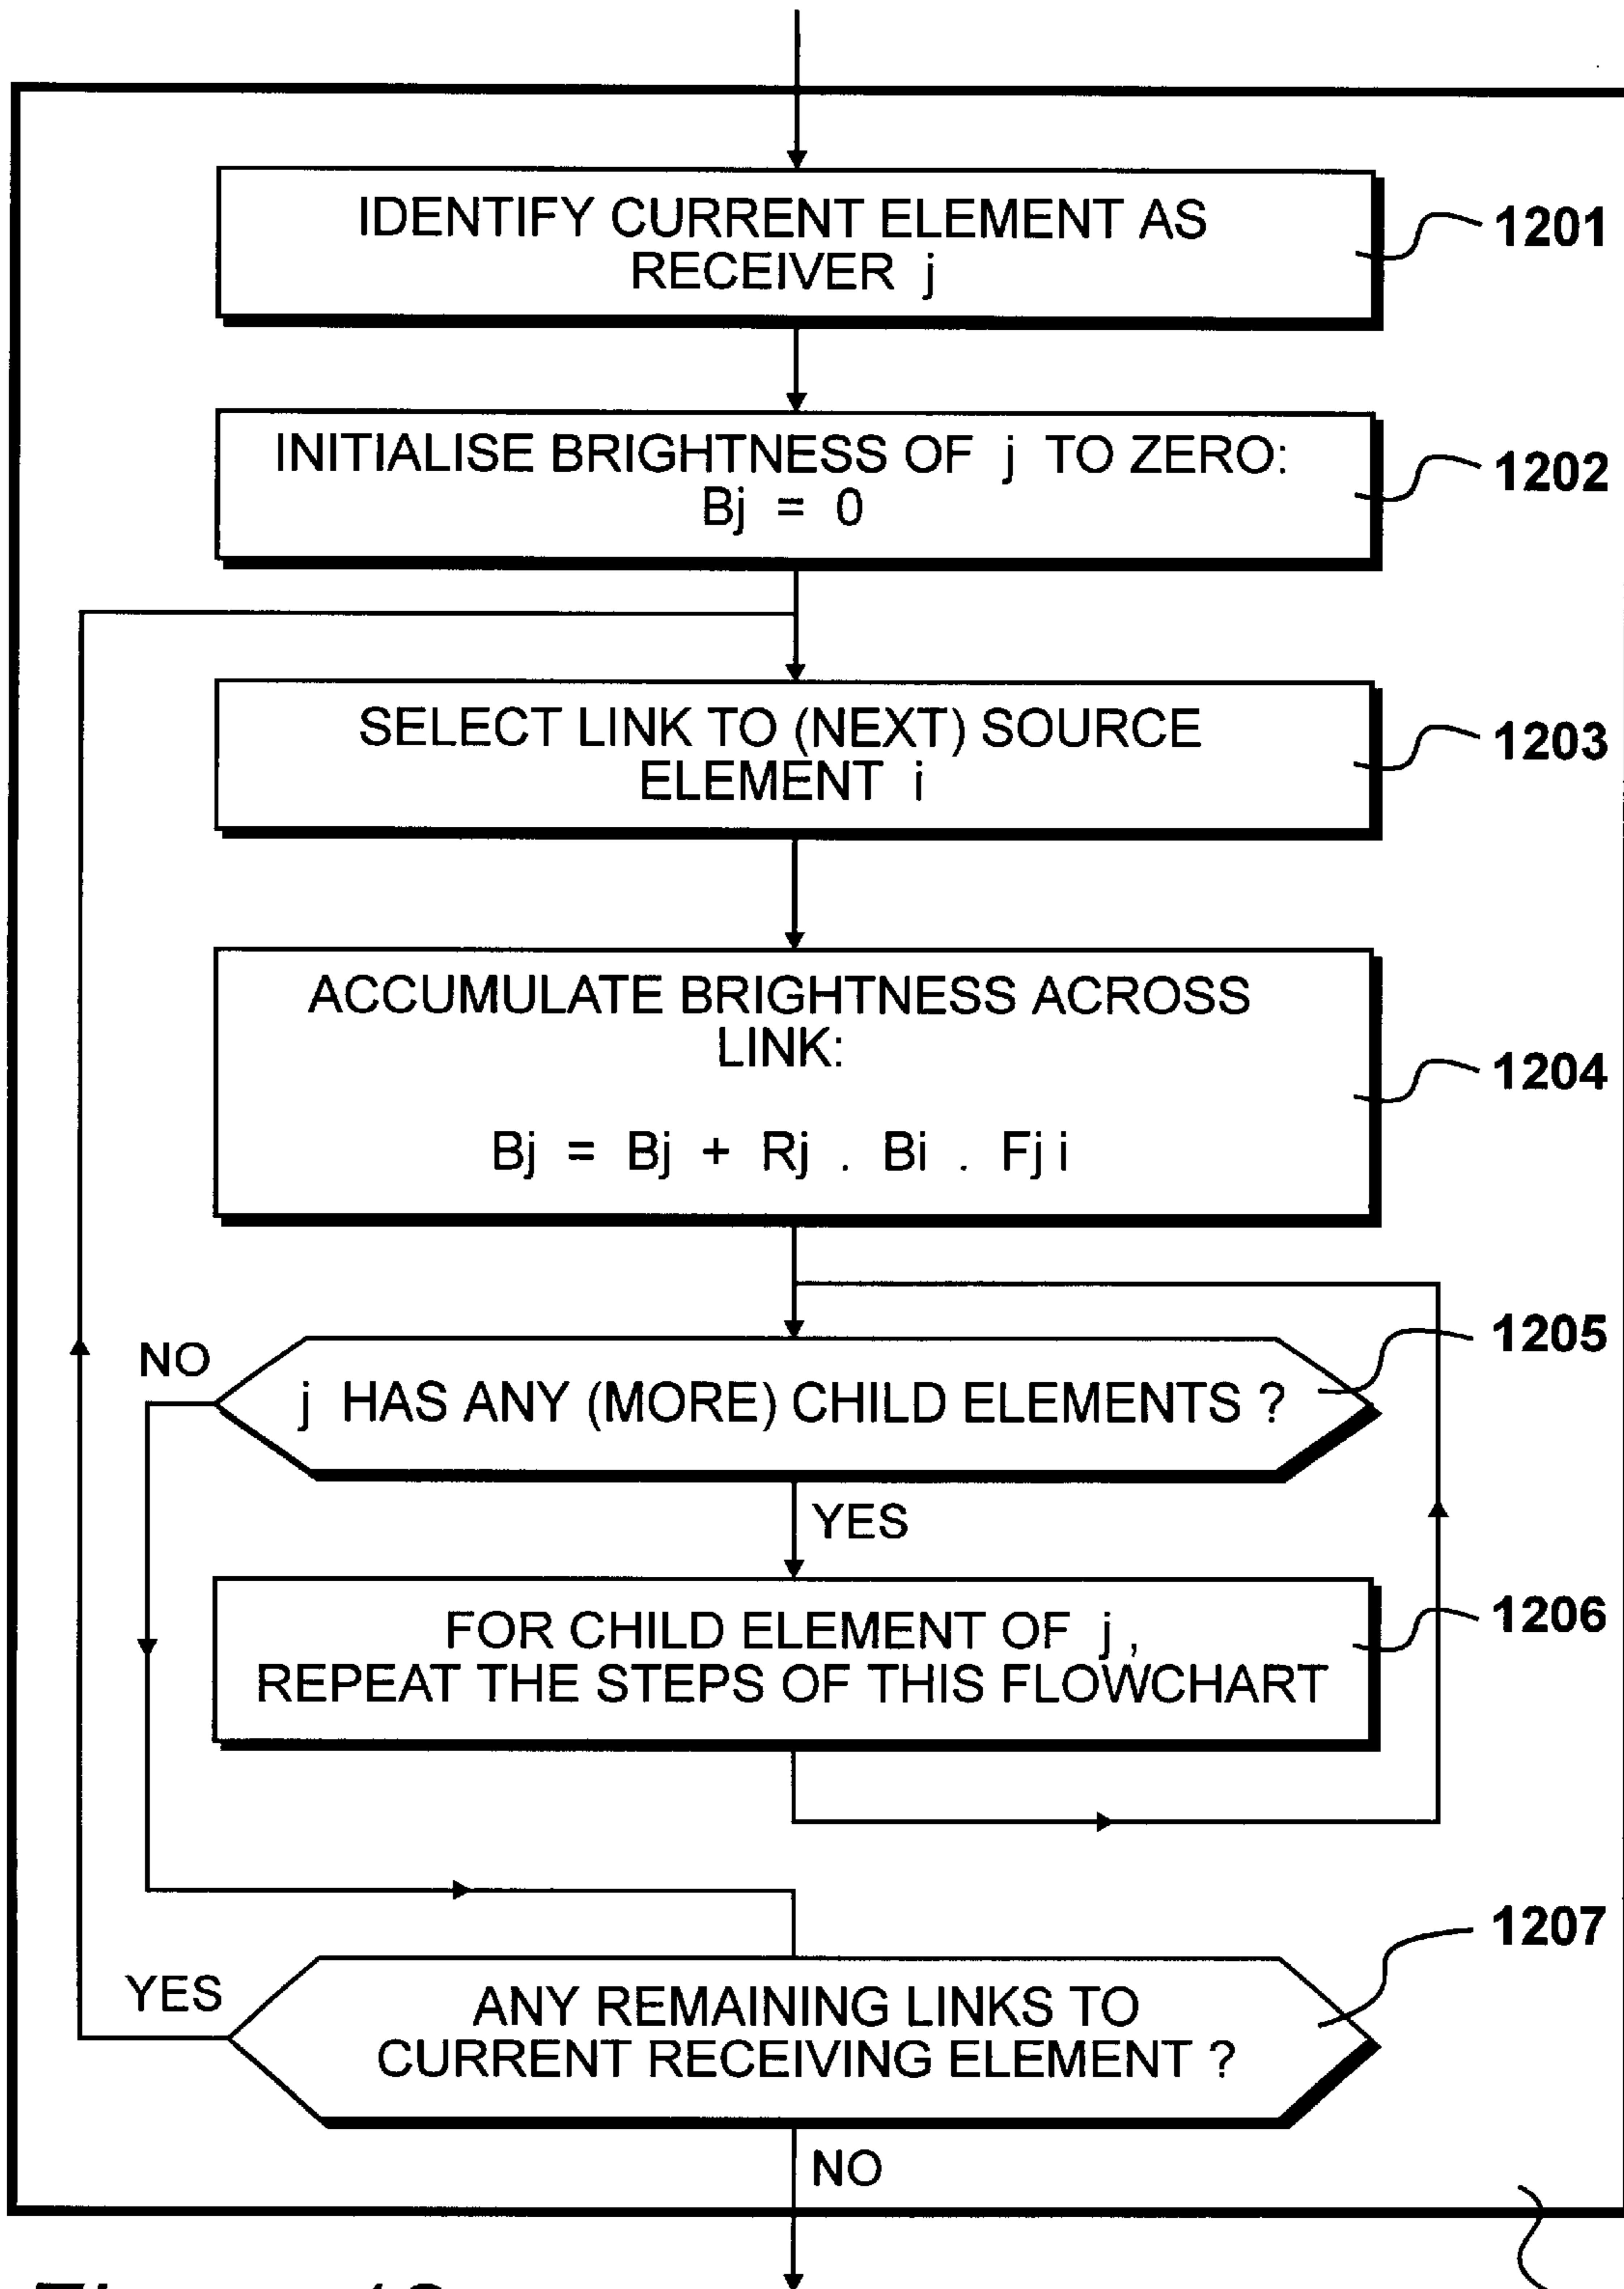 IDENTIFY CURRENT ELEMENT AS
RECEIVER j
1201
INITIALISE BRIGHTNESS OF j TO ZERO:
Bj = 0
1202
SELECT LINK TO (NEXT) SOURCE
ELEMENT i
1203
ACCUMULATE BRIGHTNESS ACROSS
LINK:
Bj = Bj + Rj . Bi . Fji
1204
NO
j HAS ANY (MORE) CHILD ELEMENTS ?
1205
YES
FOR CHILD ELEMENT OF j,
REPEAT THE STEPS OF THIS FLOWCHART
1206
YES
ANY REMAINING LINKS TO
CURRENT RECEIVING ELEMENT ?
1207
NO